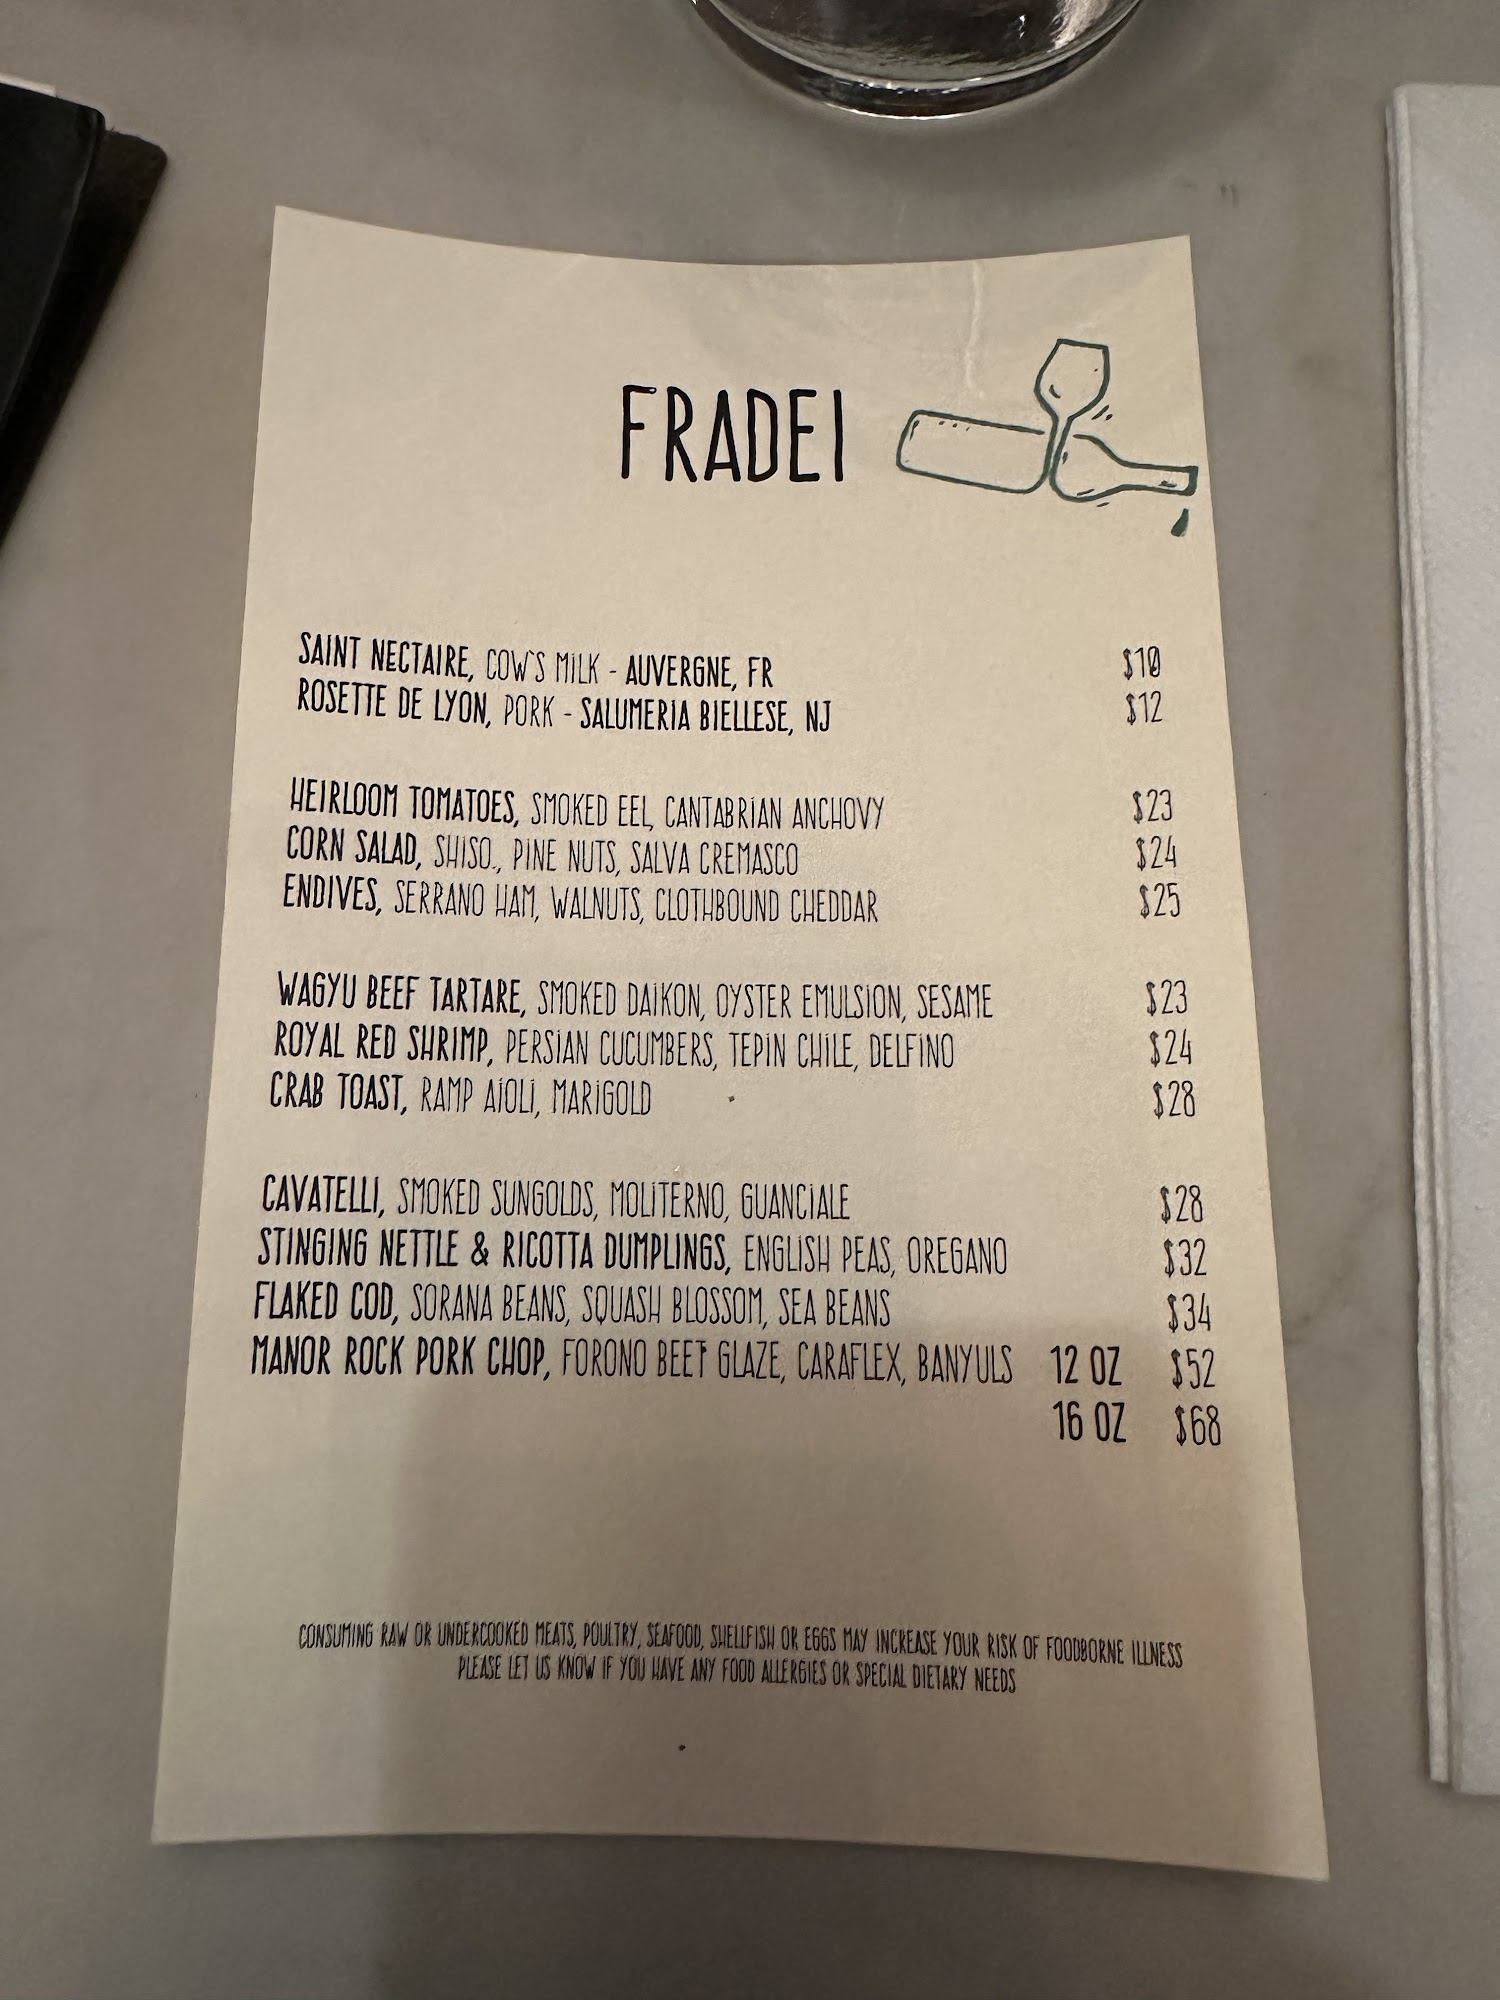 FRADEI
SAINT NECTAIRE, COW'S MILK - AUVERGNE, FR $10
ROSETTE DE LYON, PORK - SALUMERIA BIELLESE, NJ $12
HEIRLOOM TOMATOES, SMOKED EEL, CANTABRIAN ANCHOVY $23
CORN SALAD, SHISO., PINE NUTS, SALVA CREMASCO $24
ENDIVES, SERRANO HAM, WALNUTS, CLOTHBOUND CHEDDAR $25
WAGYU BEEF TARTARE, SMOKED DAIKON, OYSTER EMULSION, SESAME $23
ROYAL RED SHRIMP, PERSIAN CUCUMBERS, TEPIN CHILE, DELFINO $24
CRAB TOAST, RAMP AIOLI, MARIGOLD $28
CAVATELLI, SMOKED SUNGOLDS, MOLITERNO, GUANCIALE $28
STINGING NETTLE & RICOTTA DUMPLINGS, ENGLISH PEAS, OREGANO $32
FLAKED COD, SORANA BEANS, SQUASH BLOSSOM, SEA BEANS $34
MANOR ROCK PORK CHOP, FORONO BEET GLAZE, CARAFLEX, BANYULS 12 OZ $52
16 OZ $68
CONSUMING RAW OR UNDERCOOKED MEATS, POULTRY, SEAFOOD, SHELLFISH OR EGGS MAY INCREASE YOUR RISK OF FOODBORNE ILLNESS
PLEASE LET US KNOW IF YOU HAVE ANY FOOD ALLERGIES OR SPECIAL DIETARY NEEDS